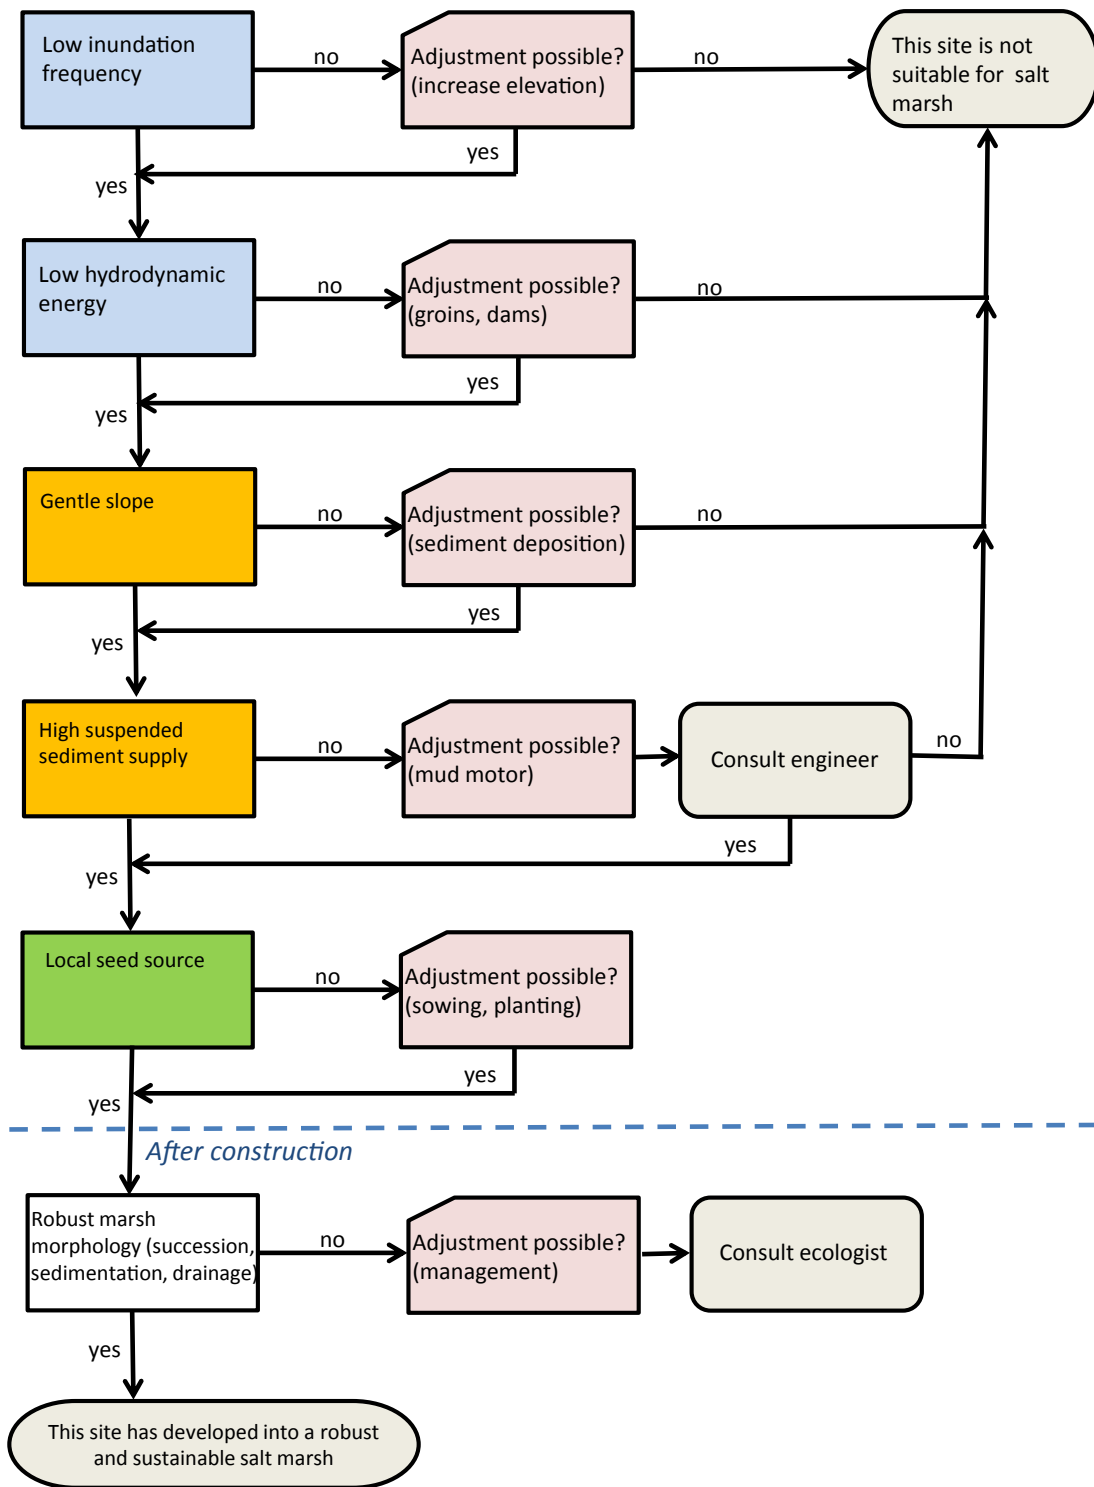 Low inundation
frequency
no
Adjustment possible?
(increase elevation)
no
This site is not
suitable for salt
marsh
yes
yes
Low hydrodynamic
energy
no
Adjustment possible?
(groins, dams)
no
yes
yes
Gentle slope
no
Adjustment possible?
(sediment deposition)
no
yes
yes
High suspended
sediment supply
no
Adjustment possible?
(mud motor)
Consult engineer
no
yes
yes
Local seed source
no
Adjustment possible?
(sowing, planting)
yes
yes
After construction
Robust marsh
morphology (succession,
sedimentation, drainage)
no
Adjustment possible?
(management)
Consult ecologist
yes
This site has developed into a robust
and sustainable salt marsh